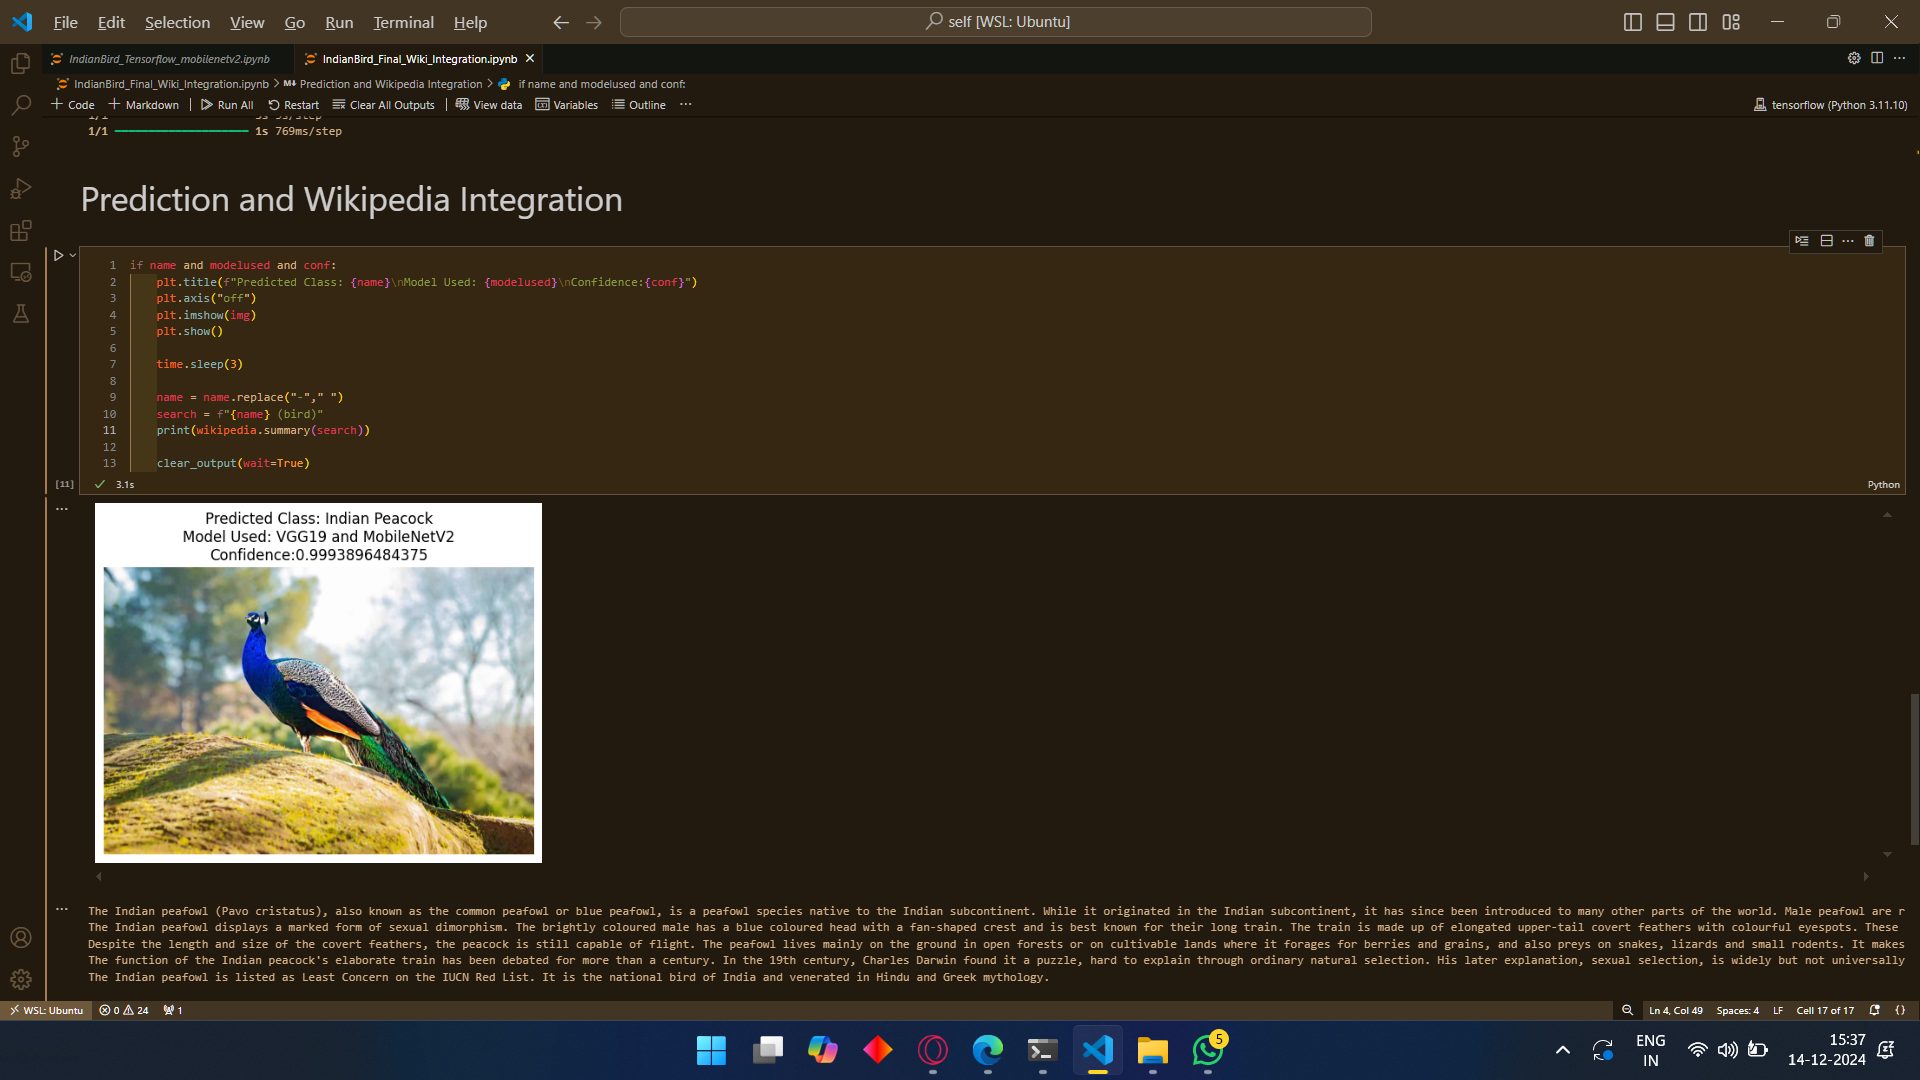 File Edit Selection View Go Run Terminal Help
self [WSL: Ubuntu]
IndianBird_Tensorflow_mobilenetv2.ipynb
IndianBird_Final_Wiki_Integration.ipynb
IndianBird_Final_Wiki_Integration.ipynb > M↓ Prediction and Wikipedia Integration > if name and modelused and conf:
+ Code + Markdown | Run All Restart Clear All Outputs | View data Variables Outline ...
tensorflow (Python 3.11.10)
1/1 1s 769ms/step
Prediction and Wikipedia Integration
1 if name and modelused and conf:
2 plt.title(f"Predicted Class: {name}\nModel Used: {modelused}\nConfidence:{conf}")
3 plt.axis("off")
4 plt.imshow(img)
5 plt.show()
6
7 time.sleep(3)
8
9 name = name.replace("-"," ")
10 search = f"{name} (bird)"
11 print(wikipedia.summary(search))
12
13 clear_output(wait=True)
[11] 3.1s
Python
Predicted Class: Indian Peacock
Model Used: VGG19 and MobileNetV2
Confidence:0.9993896484375
The Indian peafowl (Pavo cristatus), also known as the common peafowl or blue peafowl, is a peafowl species native to the Indian subcontinent. While it originated in the Indian subcontinent, it has since been introduced to many other parts of the world. Male peafowl are r
The Indian peafowl displays a marked form of sexual dimorphism. The brightly coloured male has a blue coloured head with a fan-shaped crest and is best known for their long train. The train is made up of elongated upper-tail covert feathers with colourful eyespots. These
Despite the length and size of the covert feathers, the peacock is still capable of flight. The peafowl lives mainly on the ground in open forests or on cultivable lands where it forages for berries and grains, and also preys on snakes, lizards and small rodents. It makes
The function of the Indian peacock's elaborate train has been debated for more than a century. In the 19th century, Charles Darwin found it a puzzle, hard to explain through ordinary natural selection. His later explanation, sexual selection, is widely but not universally
The Indian peafowl is listed as Least Concern on the IUCN Red List. It is the national bird of India and venerated in Hindu and Greek mythology.
WSL: Ubuntu 0 24 1
Ln 4, Col 49 Spaces: 4 LF Cell 17 of 17
5
ENG
IN
15:37
14-12-2024